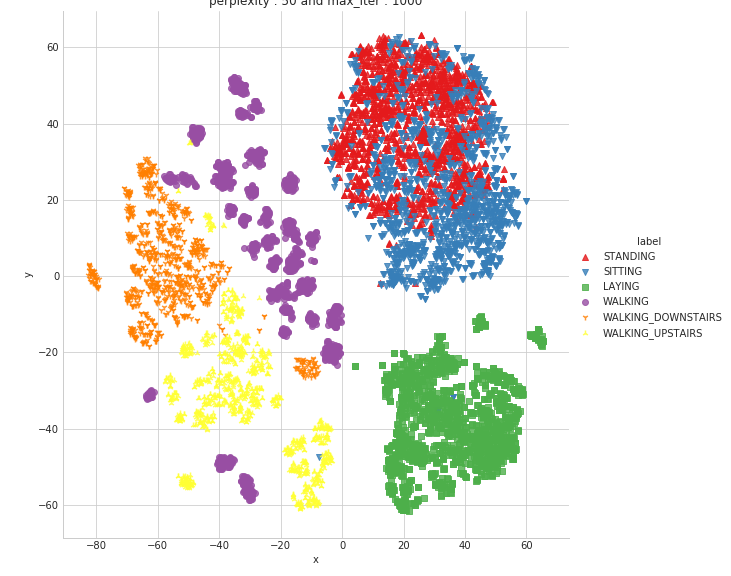 perplexity : 50 and max_iter : 1000
60
40
20
0
−20
−40
−60
y
−80
−60
−40
−20
0
20
40
60
x
label
STANDING
SITTING
LAYING
WALKING
WALKING_DOWNSTAIRS
WALKING_UPSTAIRS